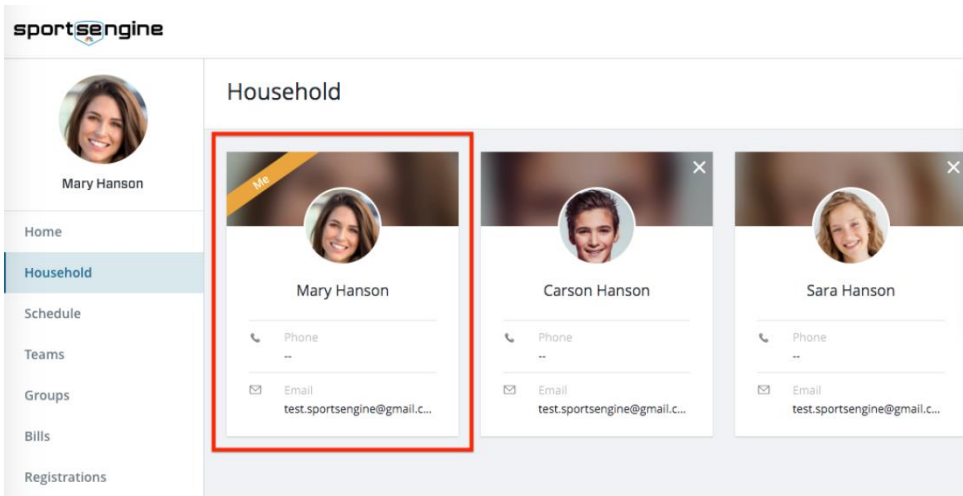 sportsengine
Mary Hanson
Home
Household
Schedule
Teams
Groups
Bills
Registrations
Household
Me
Mary Hanson
Phone
--
Email
test.sportsengine@gmail.c...
Carson Hanson
Phone
--
Email
test.sportsengine@gmail.c...
Sara Hanson
Phone
--
Email
test.sportsengine@gmail.c...